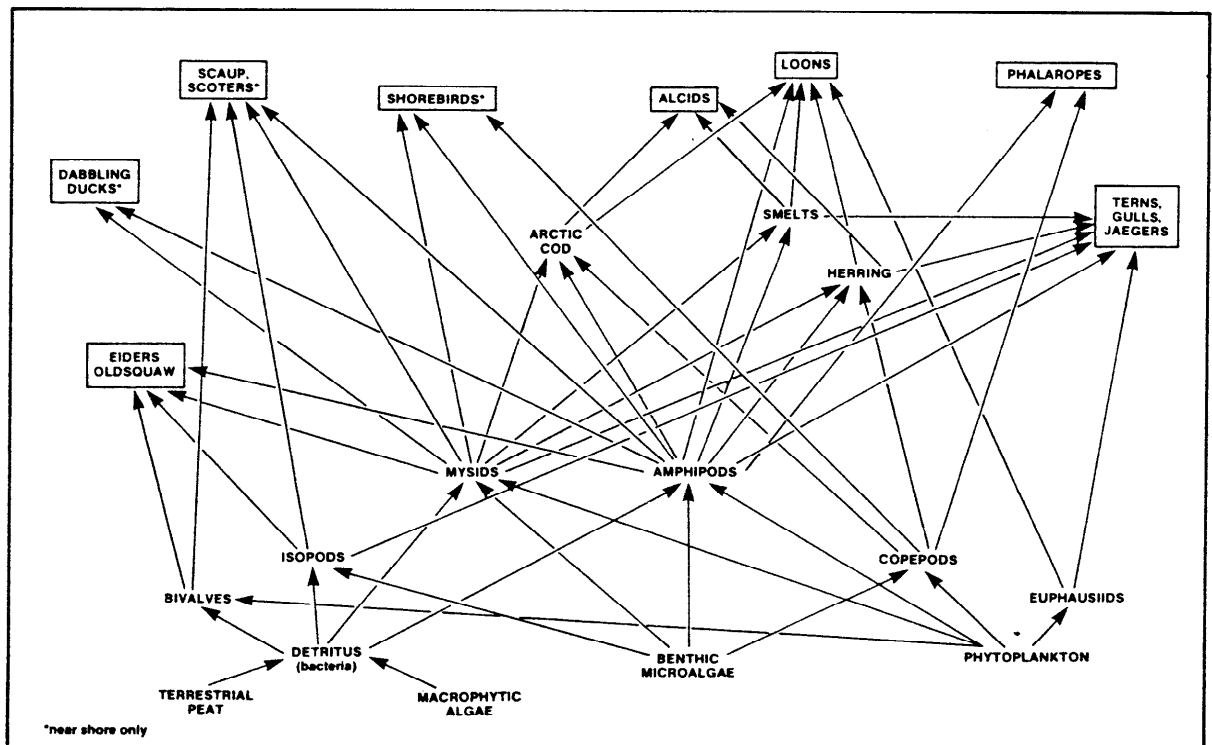 LOONS
SCAUP,
SCOTERS*
PHALAROPES
SHOREBIRDS*
ALCIDS
DABBLING
DUCKS*
TERNS,
GULLS,
JAEGERS
SMELTS
ARCTIC
COD
HERRING
EIDERS
OLDSQUAW
MYSIDS
AMPHIPODS
ISOPODS
COPEPODS
BIVALVES
EUPHAUSIIDS
DETRITUS
(bacteria)
BENTHIC
MICROALGAE
PHYTOPLANKTON
TERRESTRIAL
PEAT
MACROPHYTIC
ALGAE
*near shore only